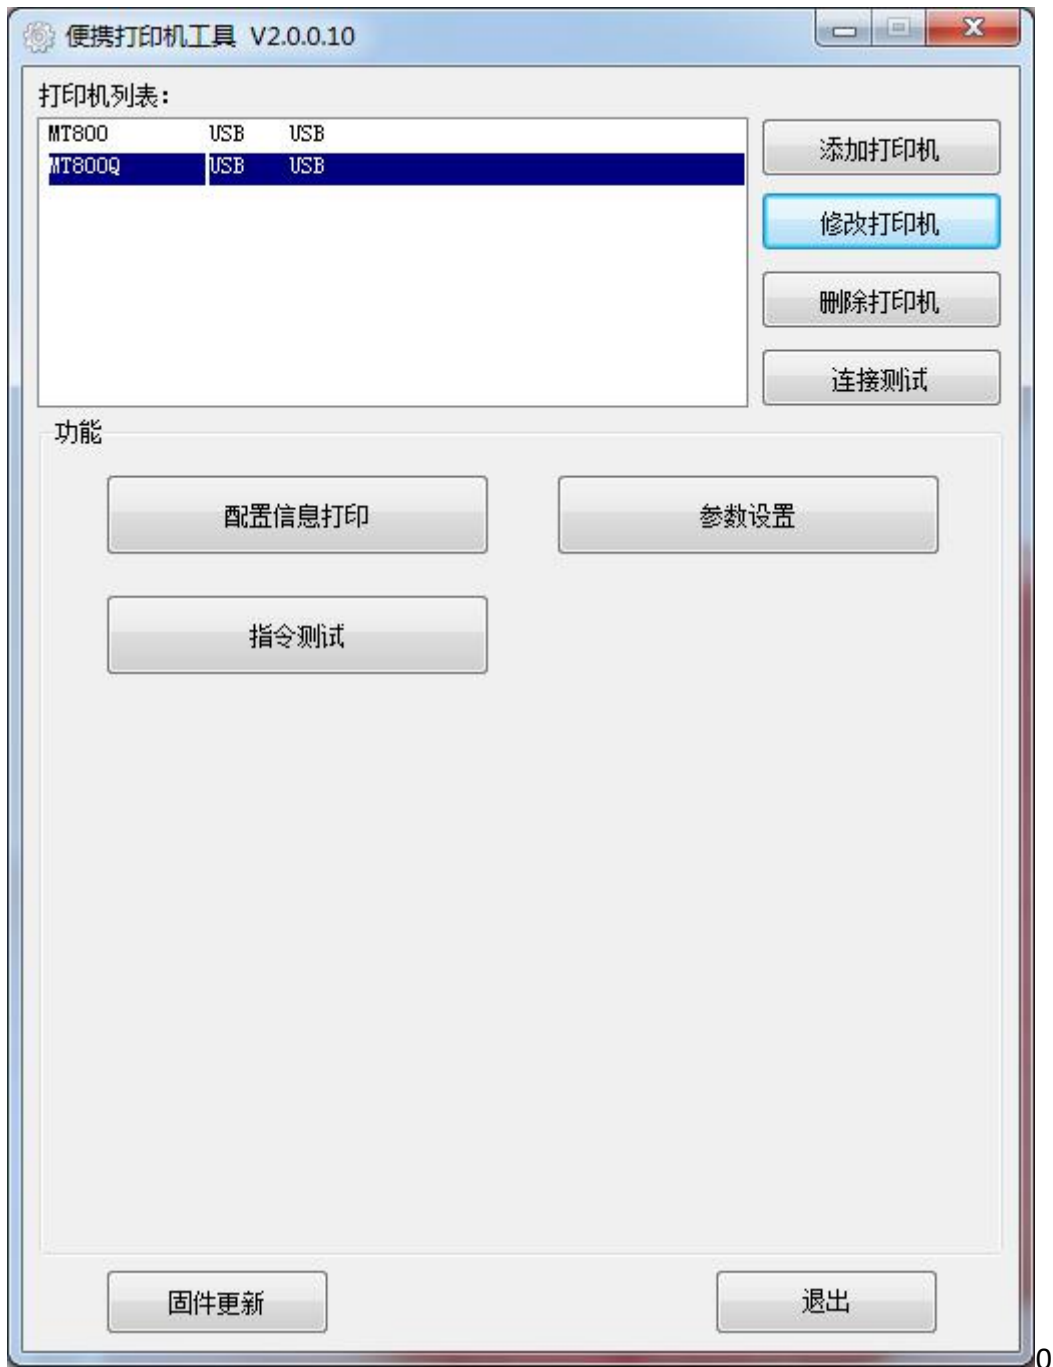 便携打印机工具 V2.0.0.10
打印机列表：
MT800 USB USB
MT800Q USB USB
添加打印机
修改打印机
删除打印机
连接测试
功能
配置信息打印 参数设置
指令测试
固件更新 退出
0